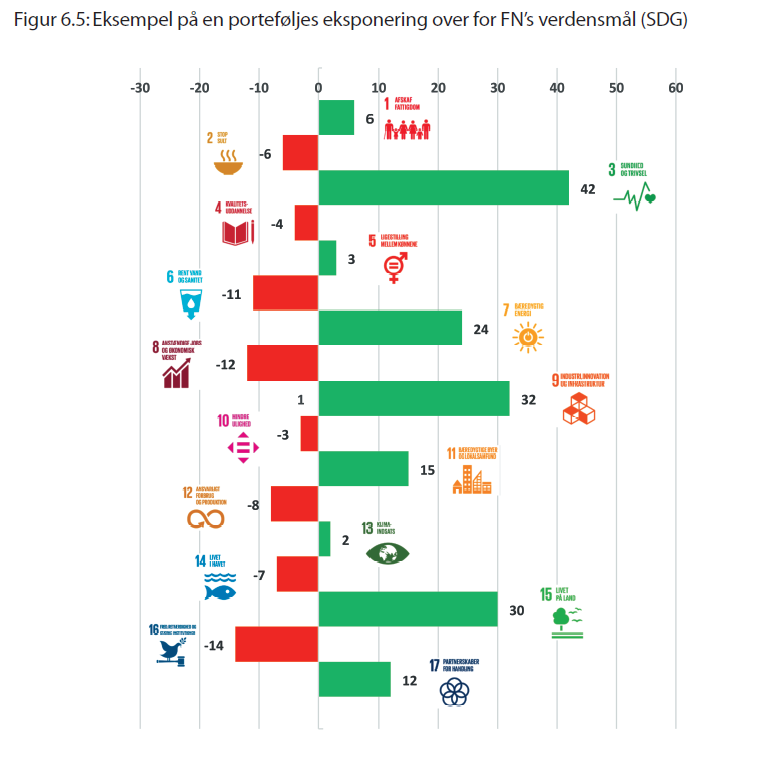 Figur 6.5: Eksempel på en porteføljes eksponering over for FN's verdensmål (SDG)
-30 -20 -10 0 10 20 30 40 50 60
6
1 AFSKAF
FATTIGDOM
2 STOP
SULT
-6
42
3 SUNDHED
OG TRIVSEL
4 KVALITETS-
UDDANNELSE
-4
3
5 LIGESTILLING
MELLEM KØNNENE
6 RENT VAND
OG SANITET
-11
24
7 BÆREDYGTIG
ENERGI
8 ANSTÆNDIGE JOBS
OG ØKONOMISK
VÆKST
-12
1
32
9 INDUSTRI, INNOVATION
OG INFRASTRUKTUR
10 MINDRE
ULIGHED
-3
15
11 BÆREDYGTIGE BYER
OG LOKALSAMFUND
12 ANSVARLIGT
FORBRUG
OG PRODUKTION
-8
2
13 KLIMA-
INDSATS
14 LIVET
I HAVET
-7
30
15 LIVET
PÅ LAND
16 FRED, RETFÆRDIGHED OG
STÆRKE INSTITUTIONER
-14
12
17 PARTNERSKABER
FOR HANDLING